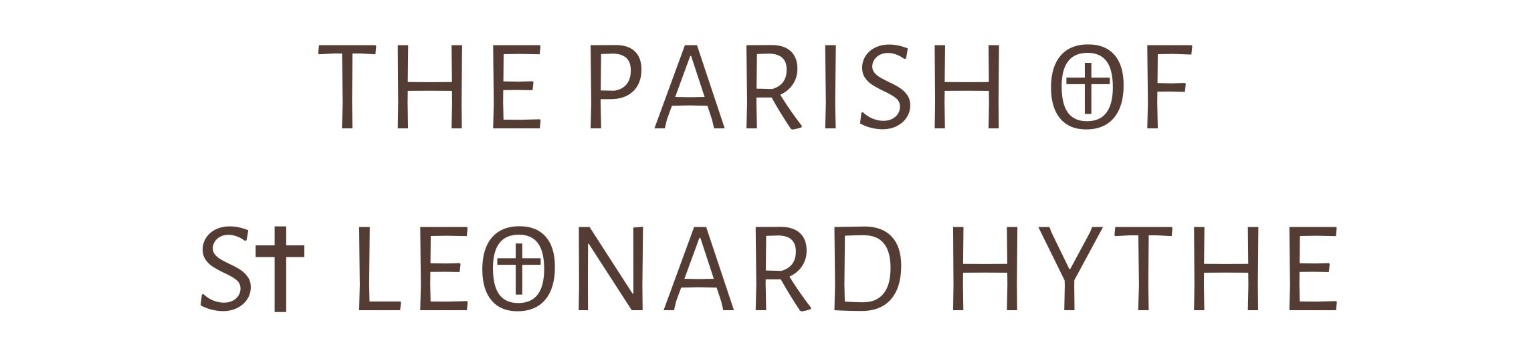 THE PARISH OF
St LEONARD HYTHE